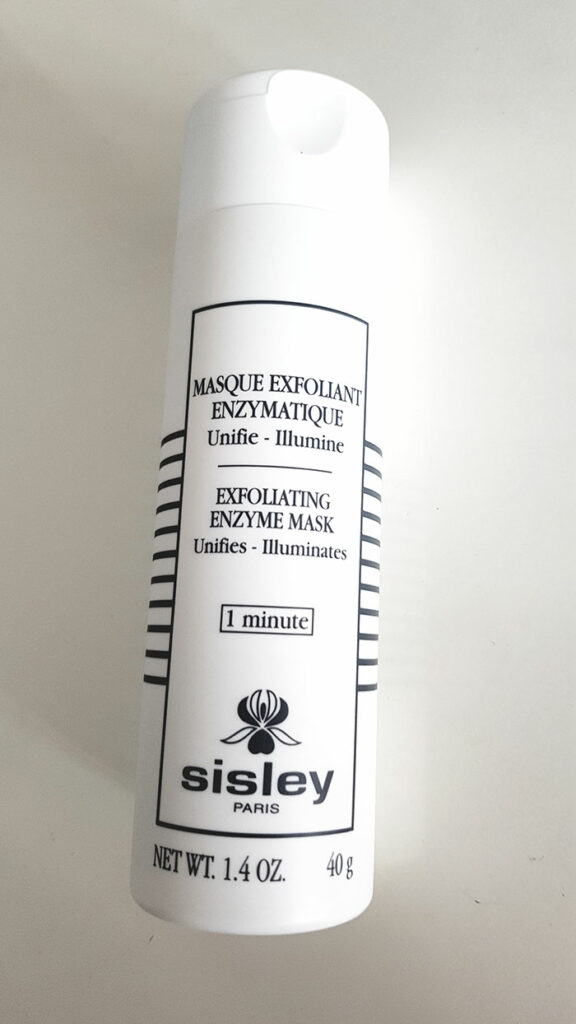 MASQUE EXFOLIANT
ENZYMATIQUE
Unifie - Illumine
EXFOLIATING
ENZYME MASK
Unifies - Illuminates
1 minute
sisley
PARIS
NET WT. 1.4 OZ. 40 g